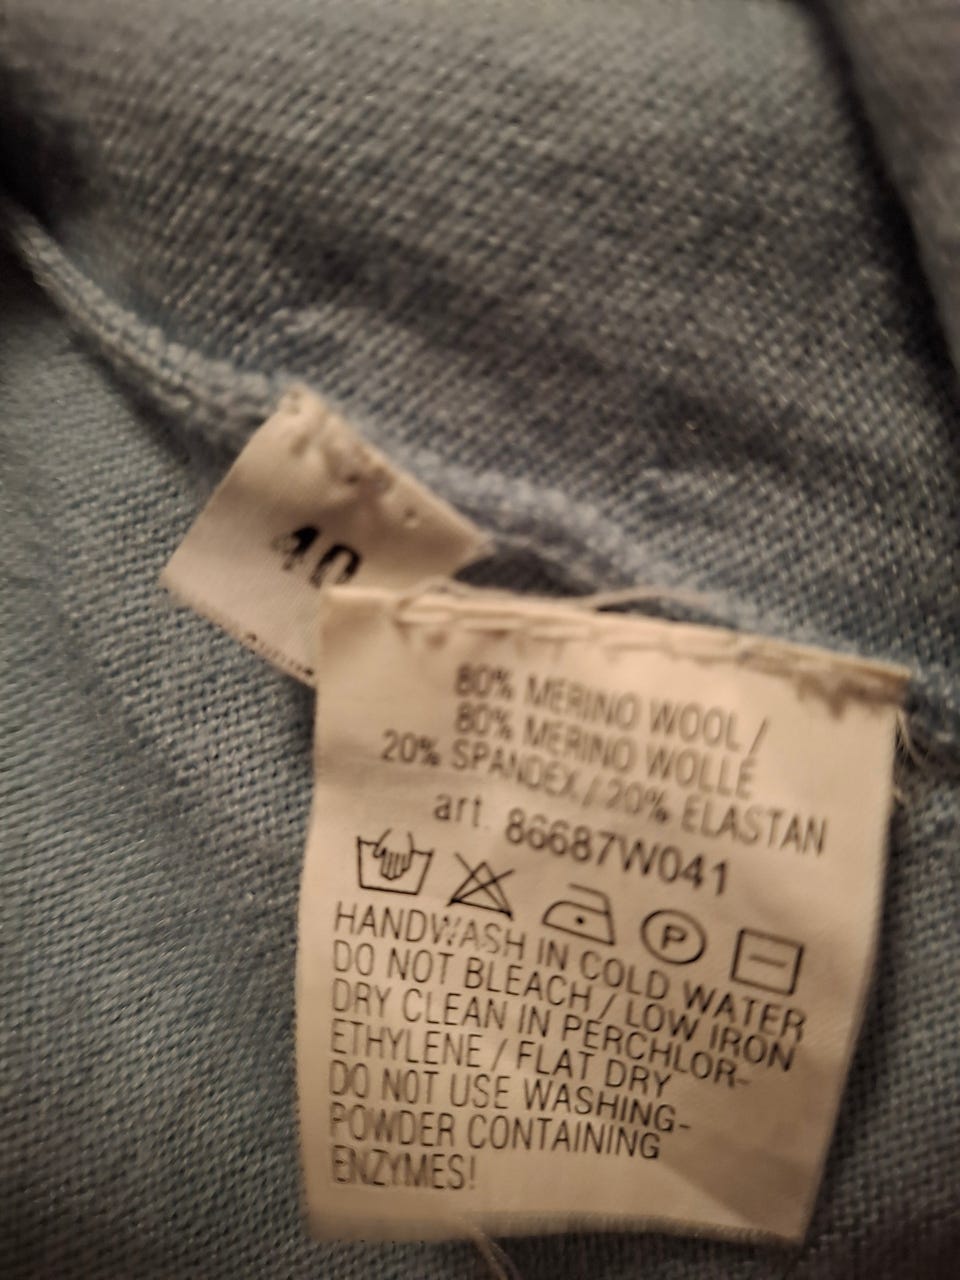 40
80% MERINO WOOL /
80% MERINO WOLLE
20% SPANDEX / 20% ELASTAN
art. 86687W041
P
HANDWASH IN COLD WATER
DO NOT BLEACH / LOW IRON
DRY CLEAN IN PERCHLOR-
ETHYLENE / FLAT DRY
DO NOT USE WASHING-
POWDER CONTAINING
ENZYMES!